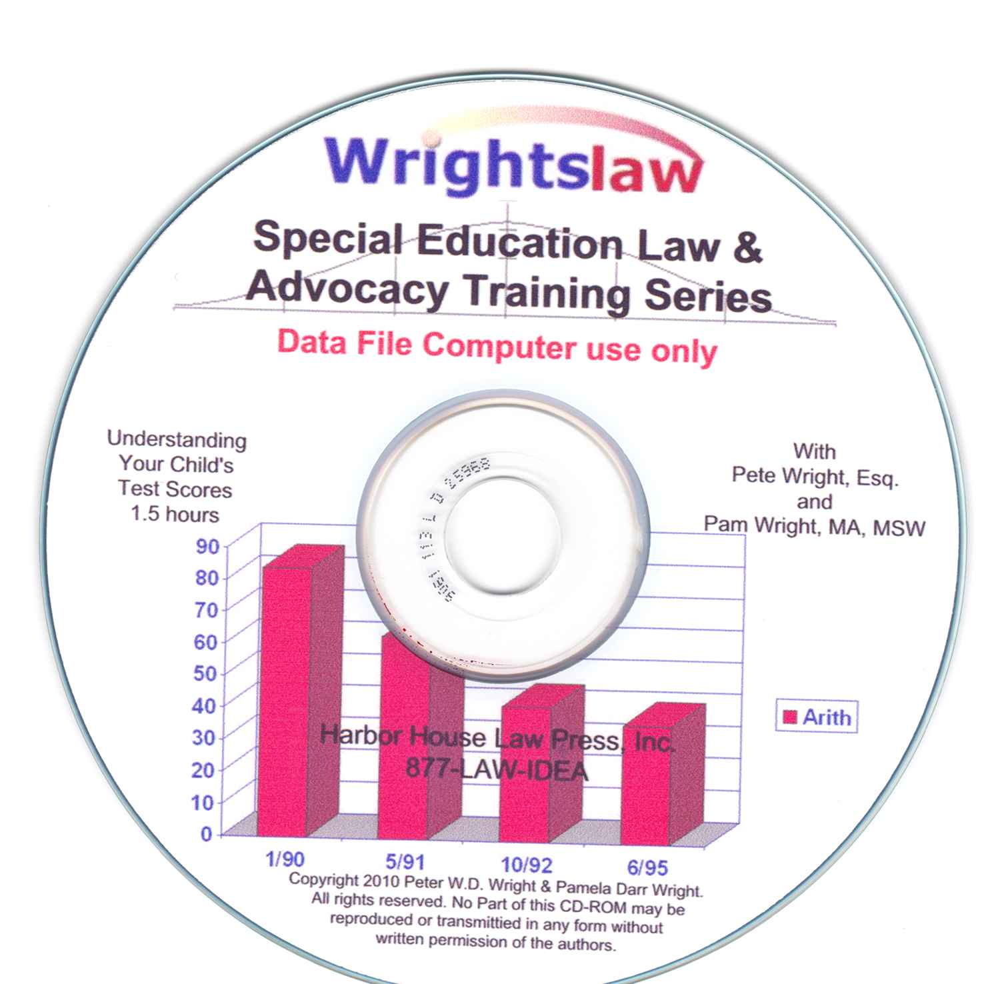 Wrightslaw
Special Education Law &
Advocacy Training Series
Data File Computer use only
Understanding
Your Child's
Test Scores
1.5 hours
With
Pete Wright, Esq.
and
Pam Wright, MA, MSW
90
80
70
60
50
40
30
20
10
0
Arith
Harbor House Law Press, Inc.
877-LAW-IDEA
1/90 5/91 10/92 6/95
Copyright 2010 Peter W.D. Wright & Pamela Darr Wright.
All rights reserved. No Part of this CD-ROM may be
reproduced or transmittied in any form without
written permission of the authors.